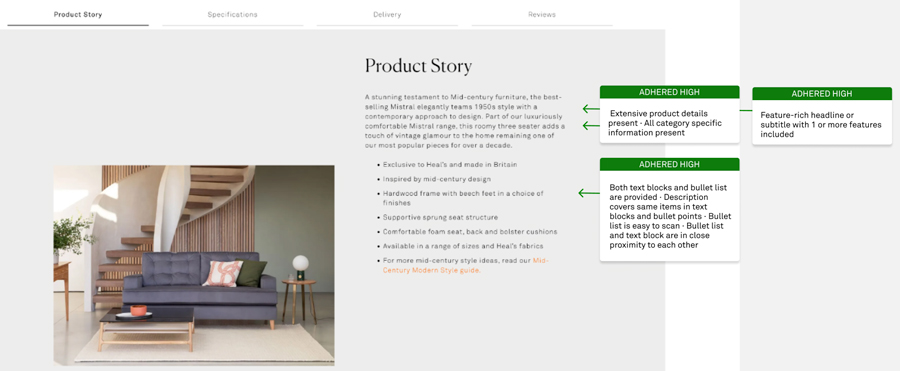 Product Story
Specifications
Delivery
Reviews
Product Story
A stunning testament to Mid-century furniture, the best-
selling Mistral elegantly teams 1950s style with a
contemporary approach to design. Part of our luxuriously
comfortable Mistral range, this roomy three seater adds a
touch of vintage glamour to the home remaining one of
our most popular pieces for over a decade.
• Exclusive to Heal's and made in Britain
• Inspired by mid-century design
• Hardwood frame with beech feet in a choice of
finishes
• Supportive sprung seat structure
• Comfortable foam seat, back and bolster cushions
• Available in a range of sizes and Heal's fabrics
• For more mid-century style ideas, read our Mid-
Century Modern Style guide
ADHERED HIGH
Extensive product details
present · All category specific
information present
ADHERED HIGH
Feature-rich headline or
subtitle with 1 or more features
included
ADHERED HIGH
Both text blocks and bullet list
are provided · Description
covers same items in text
blocks and bullet points · Bullet
list is easy to scan · Bullet list
and text block are in close
proximity to each other